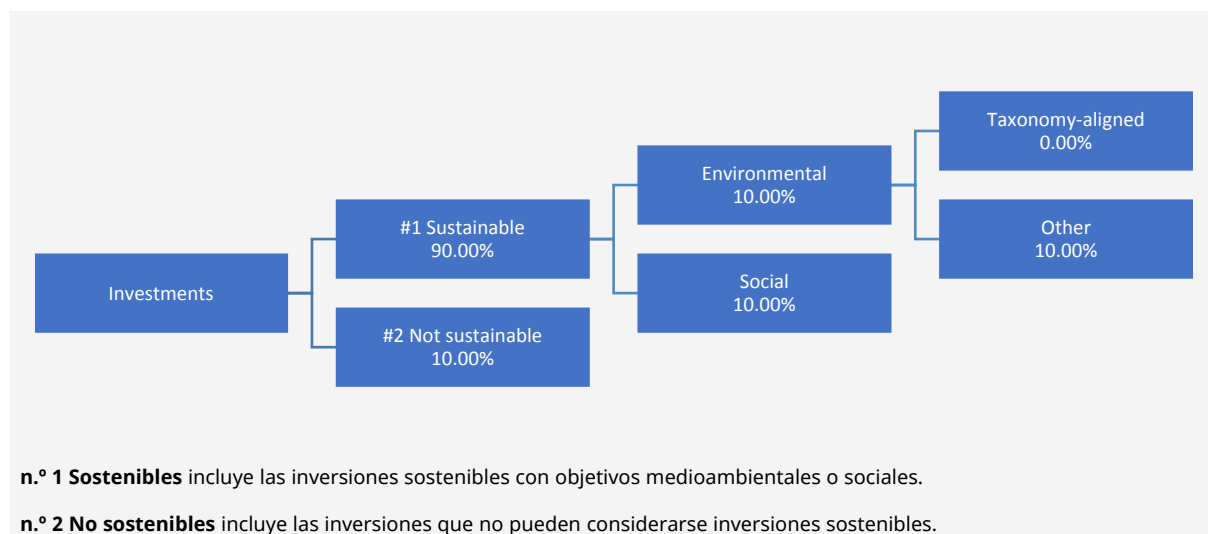 Investments
#1 Sustainable
90.00%
#2 Not sustainable
10.00%
Environmental
10.00%
Social
10.00%
Taxonomy-aligned
0.00%
Other
10.00%
n.º 1 Sostenibles incluye las inversiones sostenibles con objetivos medioambientales o sociales.
n.º 2 No sostenibles incluye las inversiones que no pueden considerarse inversiones sostenibles.